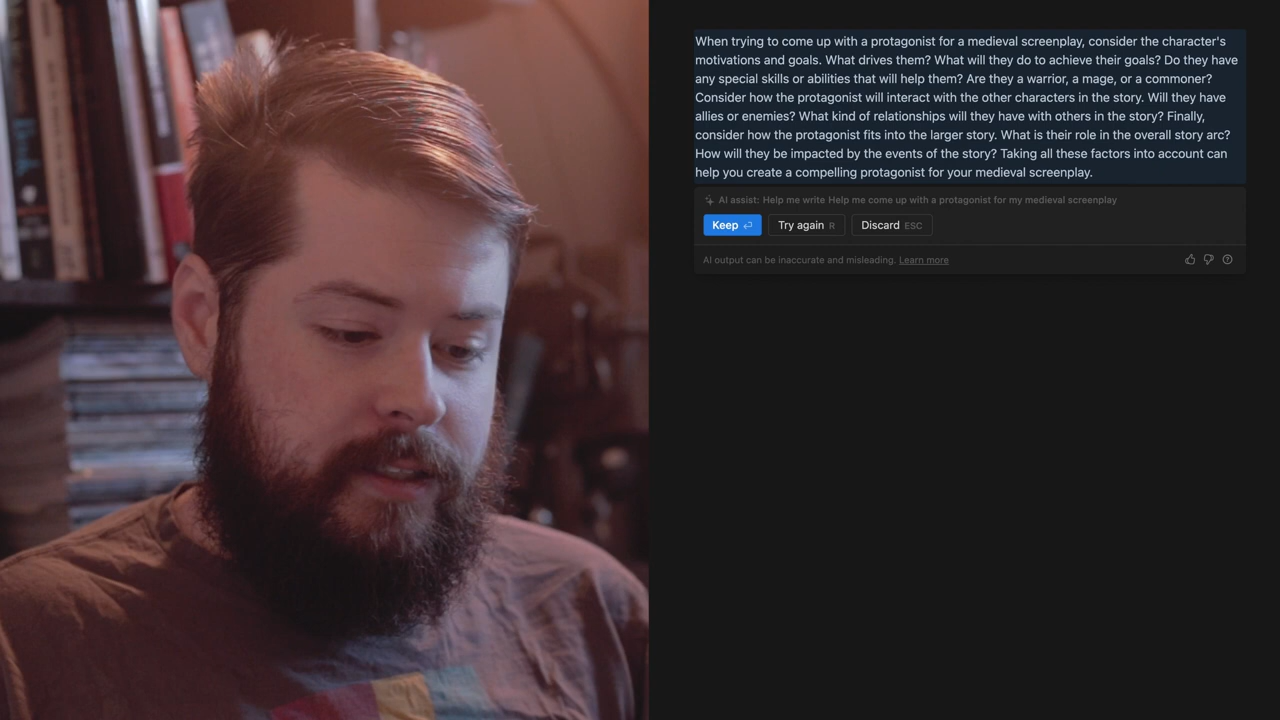 When trying to come up with a protagonist for a medieval screenplay, consider the character's
motivations and goals. What drives them? What will they do to achieve their goals? Do they have
any special skills or abilities that will help them? Are they a warrior, a mage, or a commoner?
Consider how the protagonist will interact with the other characters in the story. Will they have
allies or enemies? What kind of relationships will they have with others in the story? Finally,
consider how the protagonist fits into the larger story. What is their role in the overall story arc?
How will they be impacted by the events of the story? Taking all these factors into account can
help you create a compelling protagonist for your medieval screenplay.
AI assist: Help me write Help me come up with a protagonist for my medieval screenplay
Keep ⏎ Try again R Discard ESC
AI output can be inaccurate and misleading. Learn more